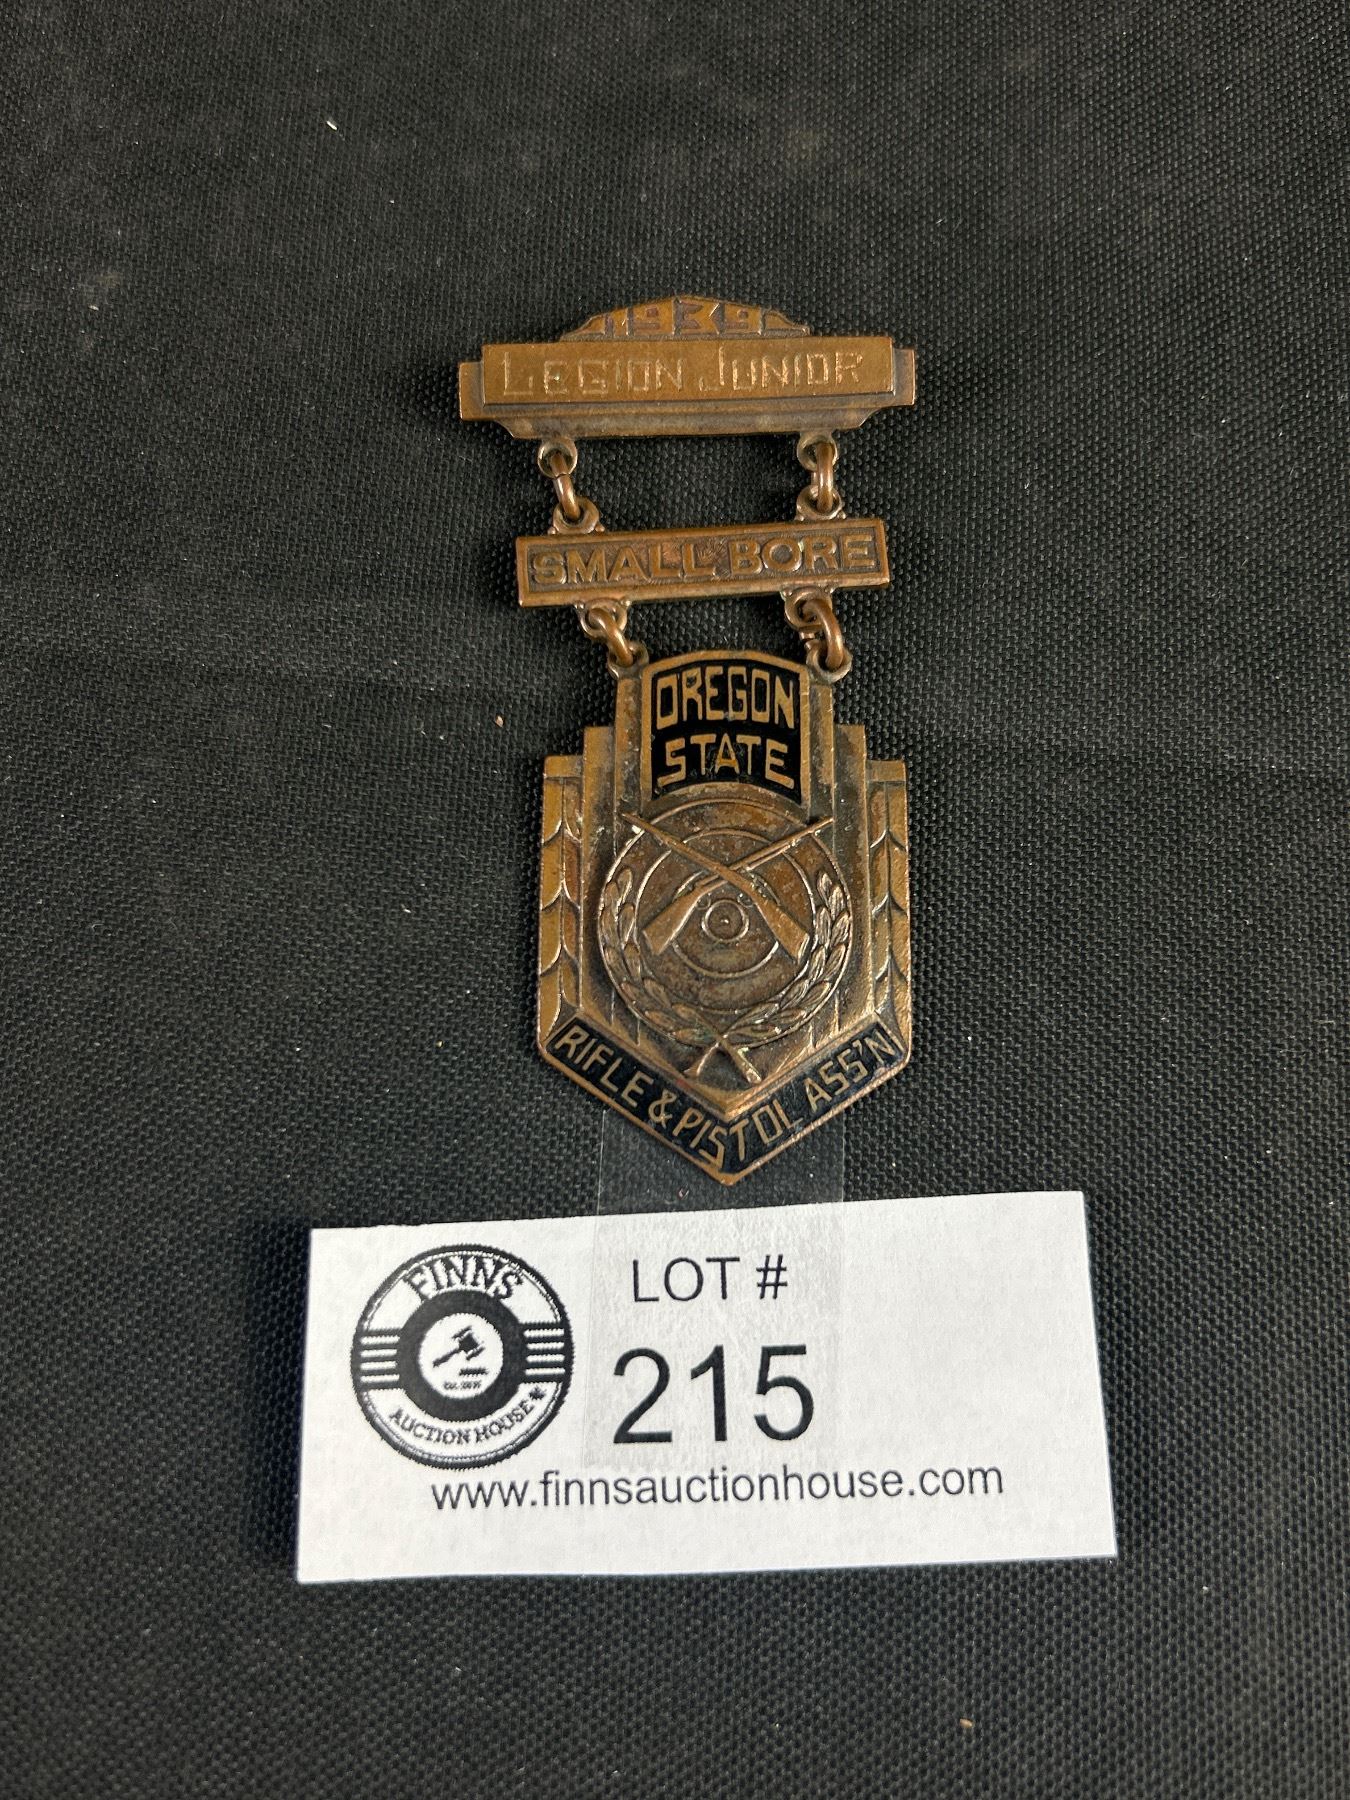 1939
LEGION JUNIOR
SMALL BORE
OREGON
STATE
RIFLE & PISTOL ASS'N
FINNS
AUCTION HOUSE
LOT #
215
www.finnsauctionhouse.com